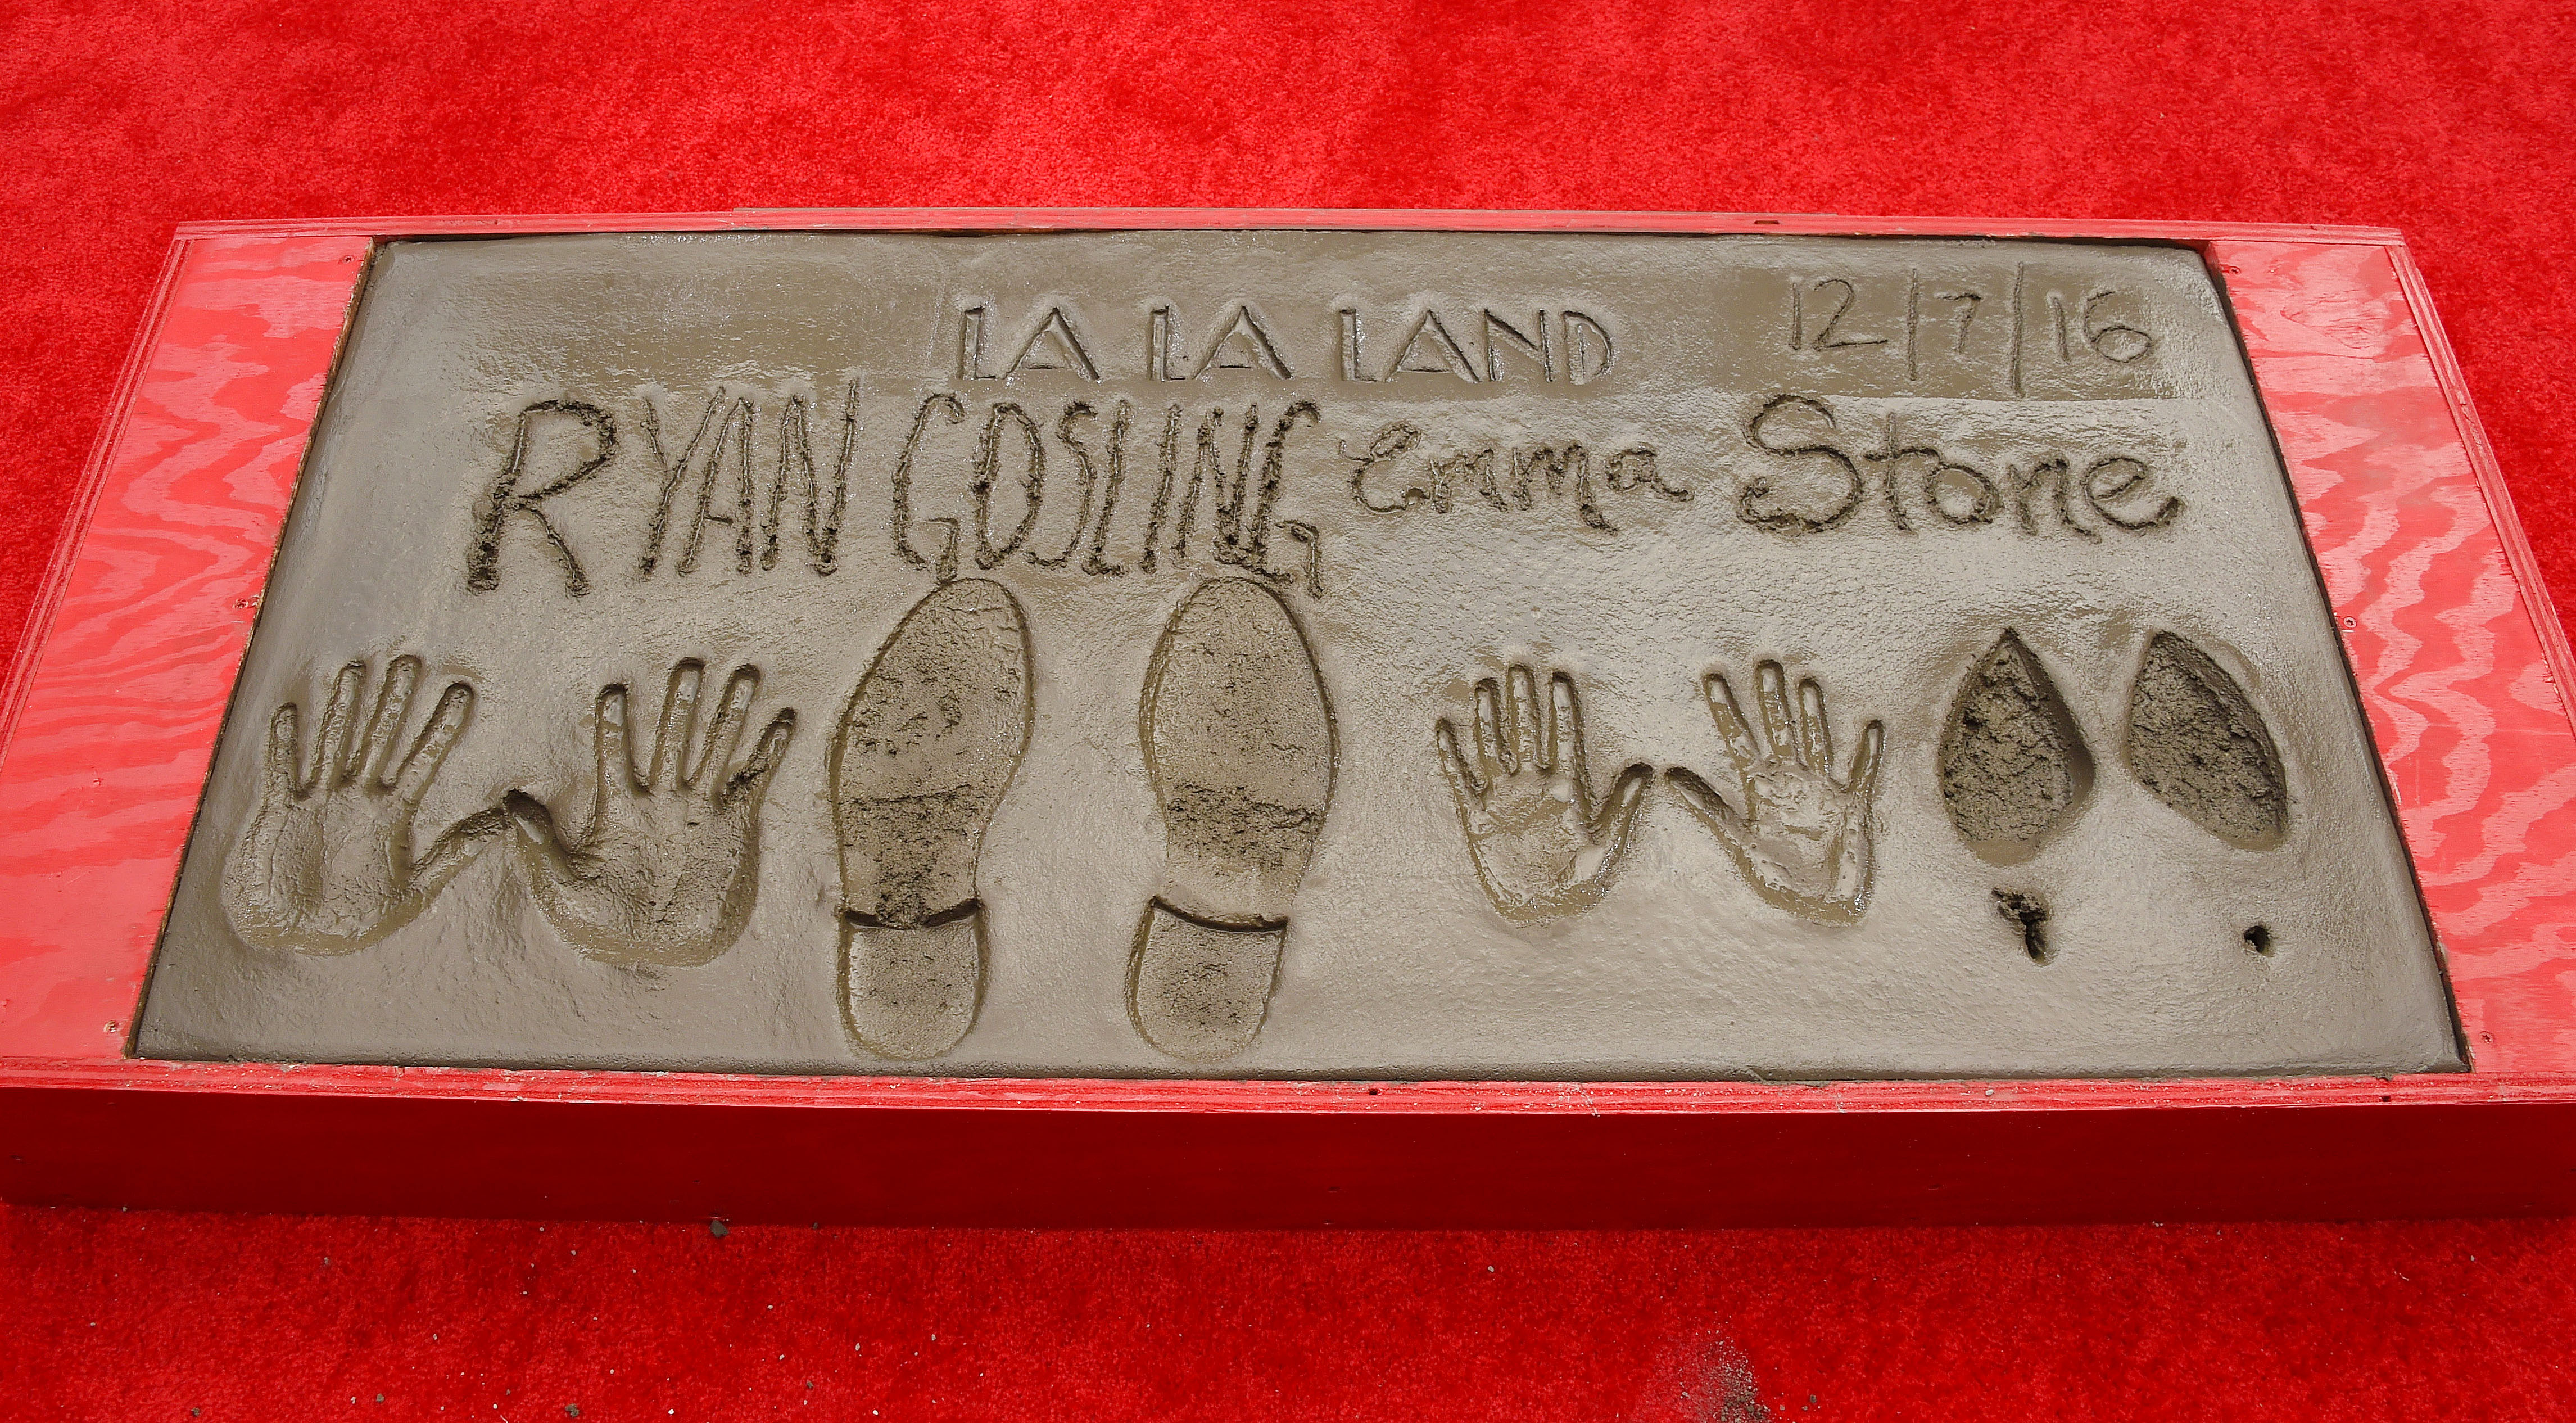 LA LA LAND
12/7/16
RYAN GOSLING
Emma Stone